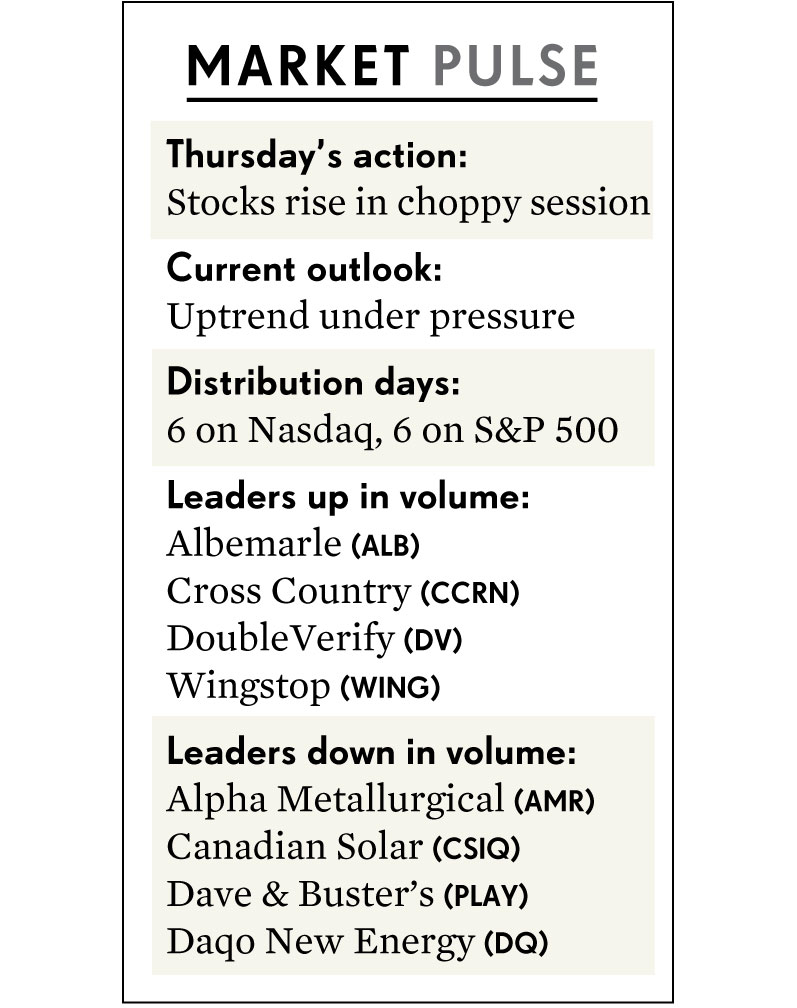 MARKET PULSE
Thursday’s action:
Stocks rise in choppy session
Current outlook:
Uptrend under pressure
Distribution days:
6 on Nasdaq, 6 on S&P 500
Leaders up in volume:
Albemarle (ALB)
Cross Country (CCRN)
DoubleVerify (DV)
Wingstop (WING)
Leaders down in volume:
Alpha Metallurgical (AMR)
Canadian Solar (CSIQ)
Dave & Buster’s (PLAY)
Daqo New Energy (DQ)